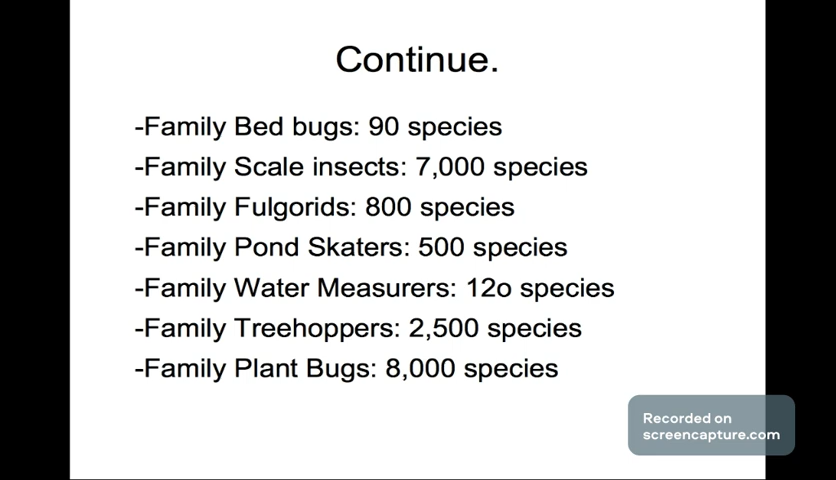 Continue.
-Family Bed bugs: 90 species
-Family Scale insects: 7,000 species
-Family Fulgorids: 800 species
-Family Pond Skaters: 500 species
-Family Water Measurers: 12o species
-Family Treehoppers: 2,500 species
-Family Plant Bugs: 8,000 species
Recorded on
screencapture.com